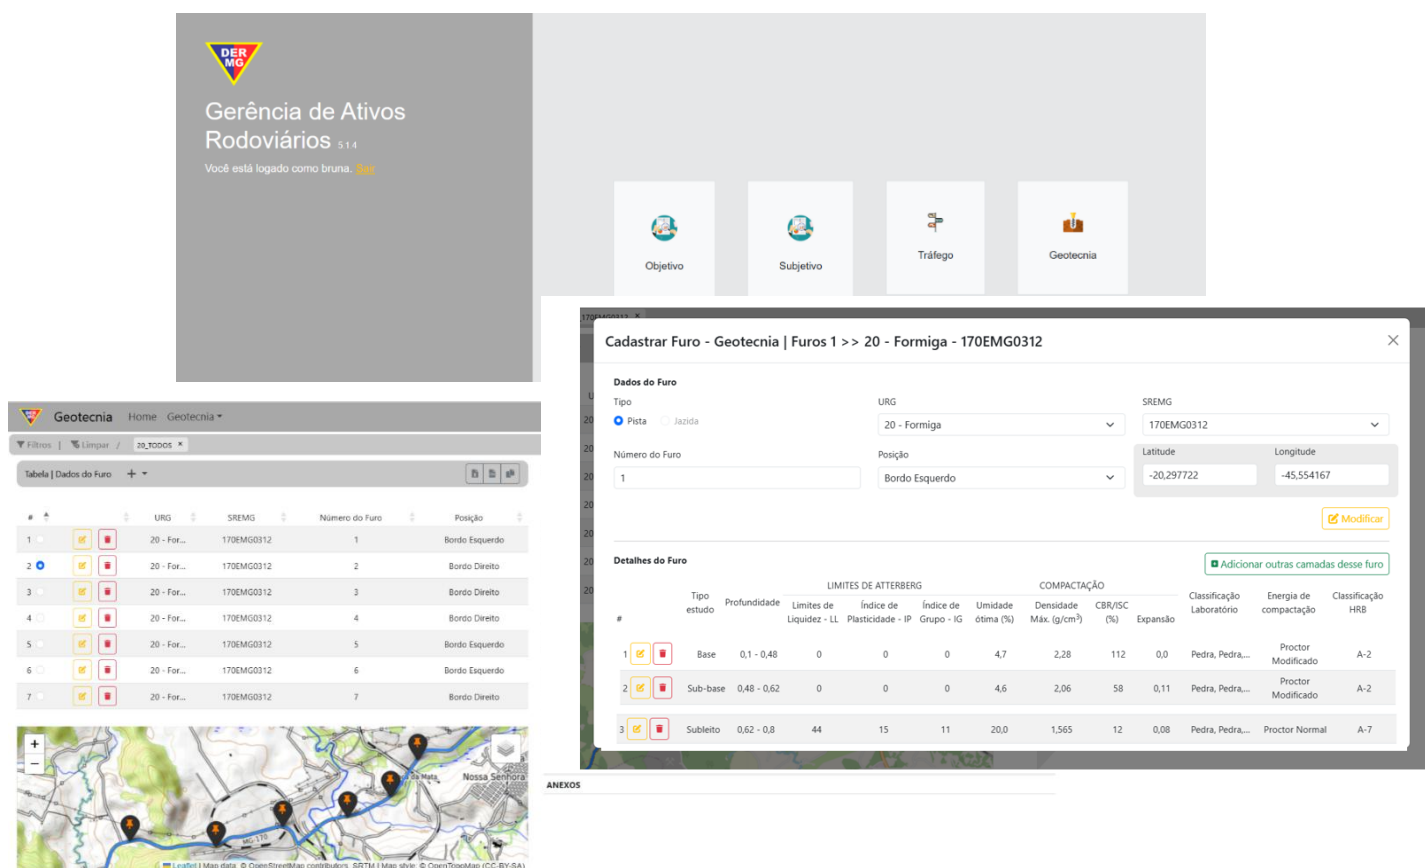 DER
MG
Gerência de Ativos
Rodoviários 5.1.4
Você está logado como bruna. Sair
Objetivo
Subjetivo
Tráfego
Geotecnia
Geotecnia Home Geotecnia
Filtros | Limpar / 20_TODOS ×
Tabela | Dados do Furo +
# URG SREMG Número do Furo Posição
1 20 - For... 170EMG0312 1 Bordo Esquerdo
2 20 - For... 170EMG0312 2 Bordo Direito
3 20 - For... 170EMG0312 3 Bordo Direito
4 20 - For... 170EMG0312 4 Bordo Direito
5 20 - For... 170EMG0312 5 Bordo Esquerdo
6 20 - For... 170EMG0312 6 Bordo Esquerdo
7 20 - For... 170EMG0312 7 Bordo Direito
+
−
da Mata
Nossa Senhora
MG-170
Leaflet | Map data: © OpenStreetMap contributors, SRTM | Map style: © OpenTopoMap (CC-BY-SA)
170EMG0312 ×
Cadastrar Furo - Geotecnia | Furos 1 >> 20 - Formiga - 170EMG0312
Dados do Furo
Tipo URG SREMG
Pista Jazida 20 - Formiga 170EMG0312
Número do Furo Posição Latitude Longitude
1 Bordo Esquerdo -20,297722 -45,554167
Modificar
Detalhes do Furo
Adicionar outras camadas desse furo
LIMITES DE ATTERBERG COMPACTAÇÃO
# Tipo estudo Profundidade Limites de Liquidez - LL Índice de Plasticidade - IP Índice de Grupo - IG Umidade ótima (%) Densidade Máx. (g/cm³) CBR/ISC (%) Expansão Classificação Laboratório Energia de compactação Classificação HRB
1 Base 0,1 - 0,48 0 0 0 4,7 2,28 112 0,0 Pedra, Pedra,... Proctor Modificado A-2
2 Sub-base 0,48 - 0,62 0 0 0 4,6 2,06 58 0,11 Pedra, Pedra,... Proctor Modificado A-2
3 Subleito 0,62 - 0,8 44 15 11 20,0 1,565 12 0,08 Pedra, Pedra,... Proctor Normal A-7
ANEXOS